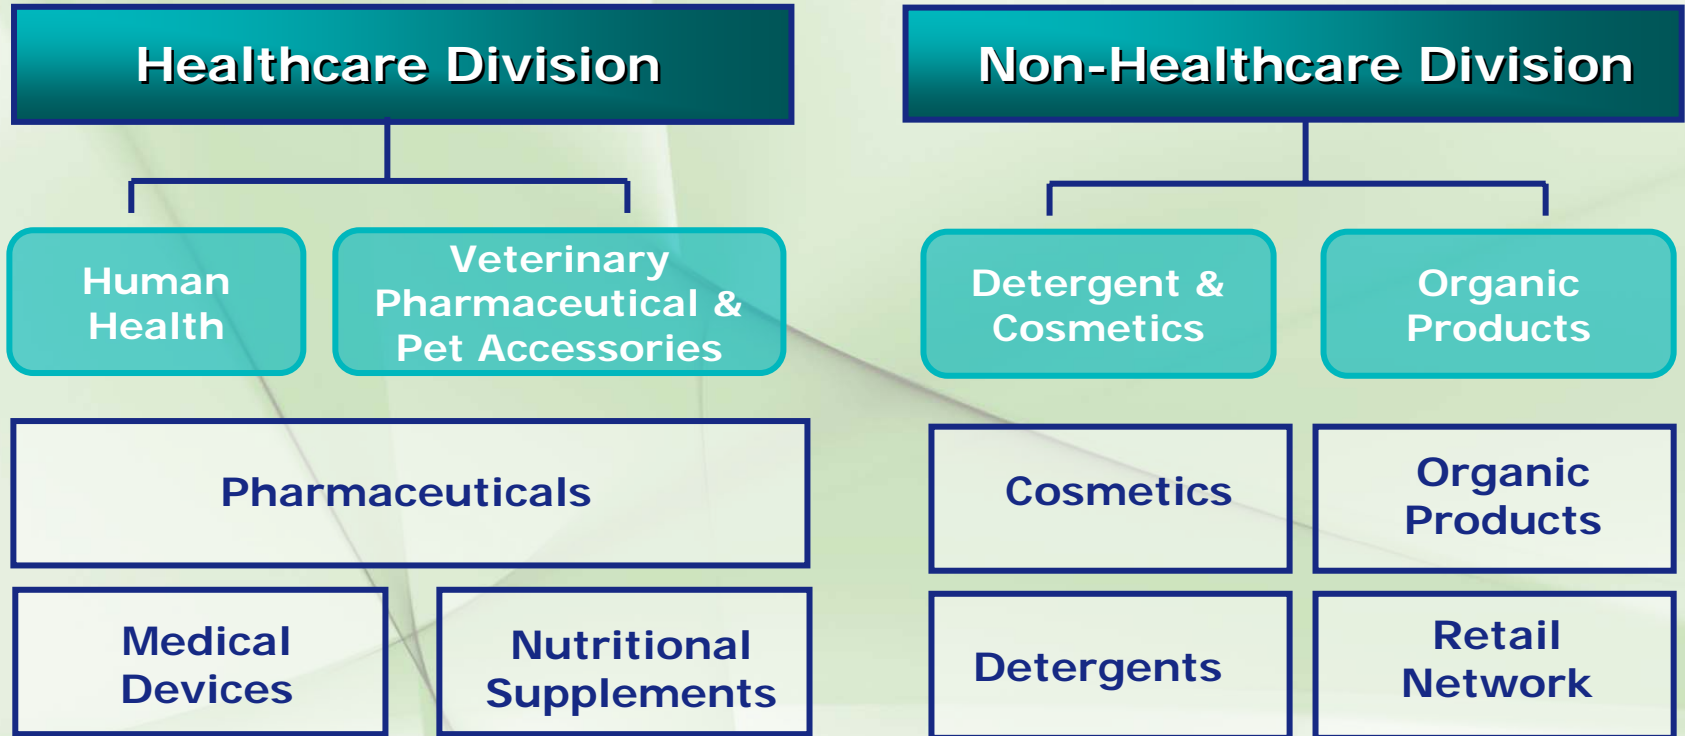 Healthcare Division
Non-Healthcare Division
Human
Health
Veterinary
Pharmaceutical &
Pet Accessories
Detergent &
Cosmetics
Organic
Products
Pharmaceuticals
Cosmetics
Organic
Products
Medical
Devices
Nutritional
Supplements
Detergents
Retail
Network